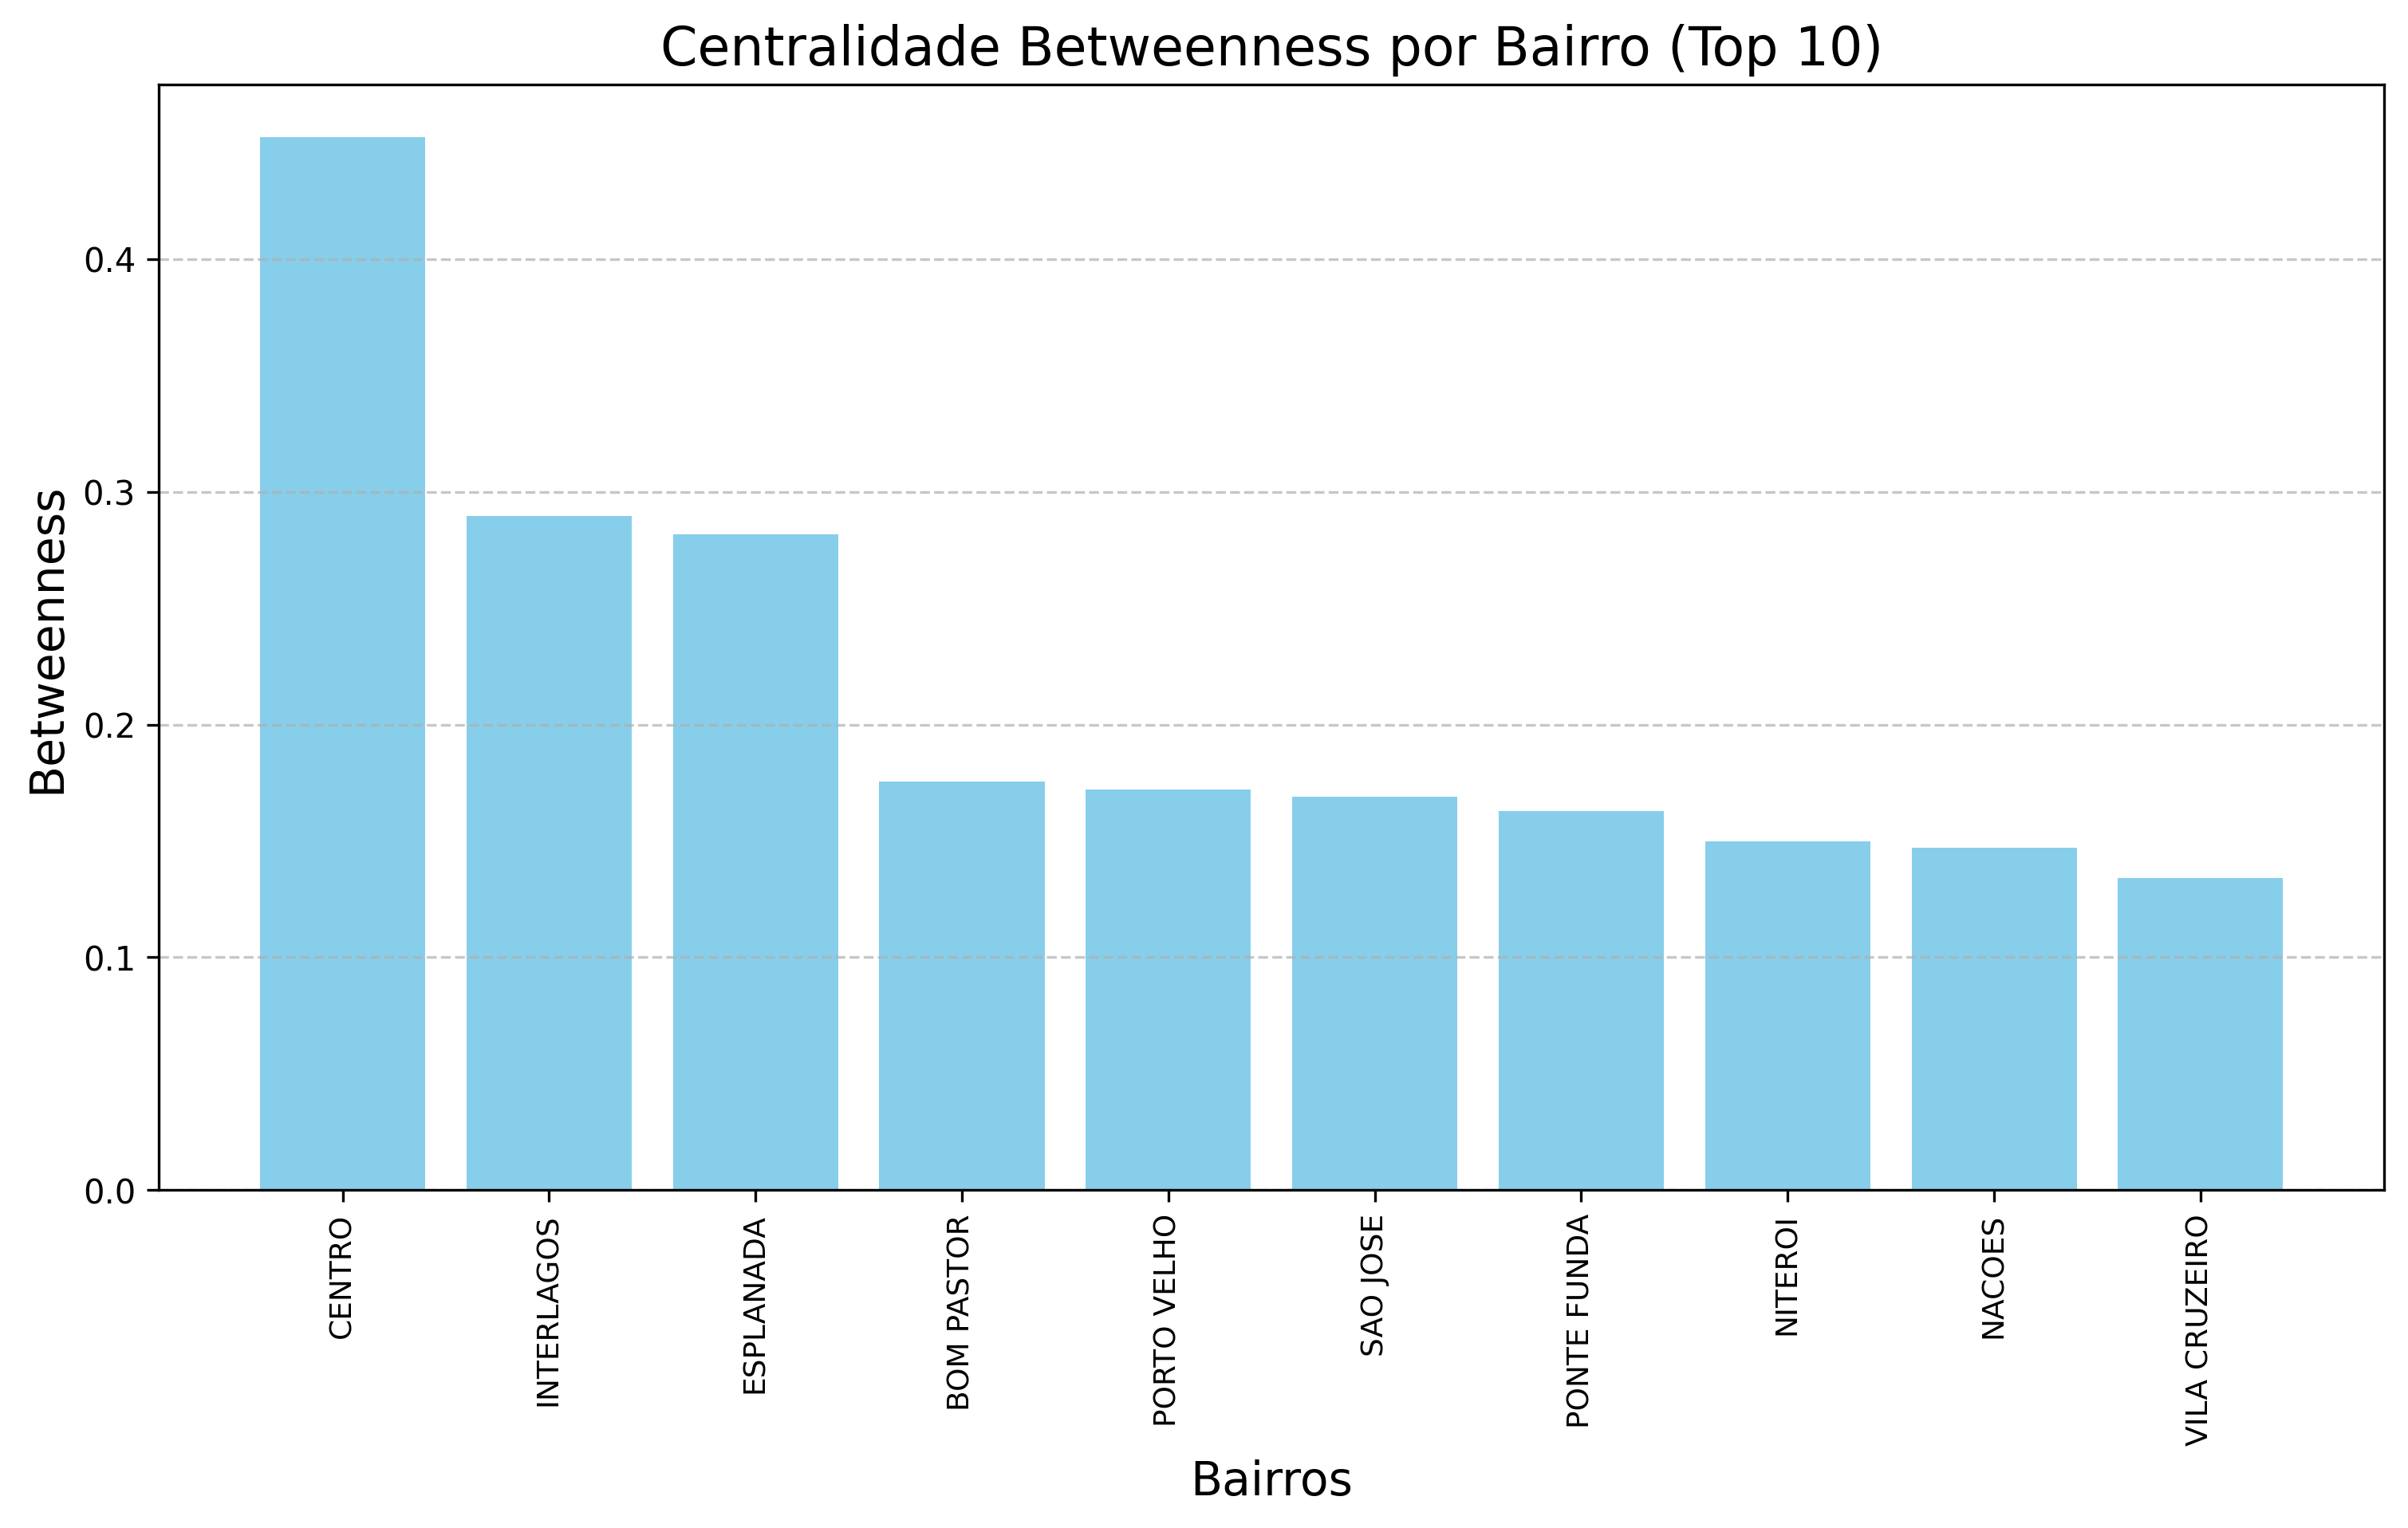 Centralidade Betweenness por Bairro (Top 10)
Betweenness
0.4
0.3
0.2
0.1
0.0
CENTRO
INTERLAGOS
ESPLANADA
BOM PASTOR
PORTO VELHO
SAO JOSE
PONTE FUNDA
NITEROI
NACOES
VILA CRUZEIRO
Bairros